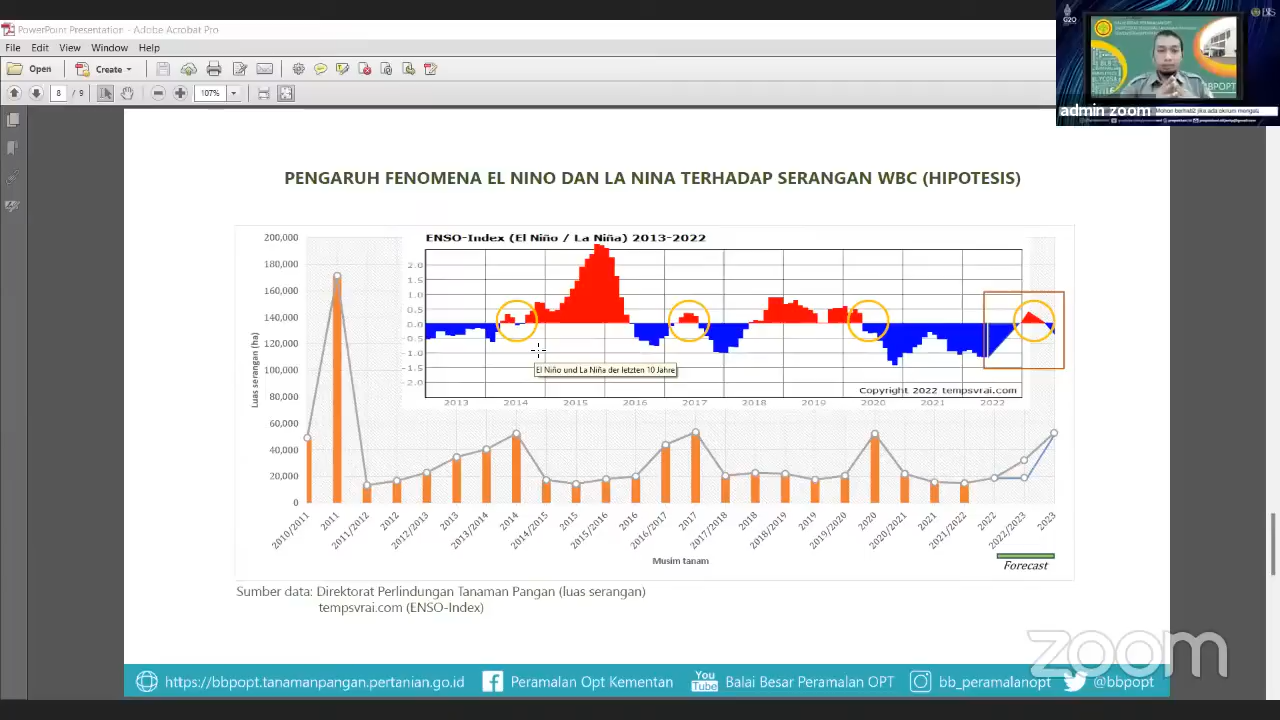 PowerPoint Presentation - Adobe Acrobat Pro
File Edit View Window Help
Open Create
8 / 9 107%
G20
BBPOPT
admin zoom
PENGARUH FENOMENA EL NINO DAN LA NINA TERHADAP SERANGAN WBC (HIPOTESIS)
ENSO-Index (El Niño / La Niña) 2013-2022
200,000
180,000
160,000
140,000
120,000
100,000
80,000
60,000
40,000
20,000
0
Luas serangan (ha)
2.0
1.5
1.0
0.5
0.0
0.5
1.0
1.5
2.0
El Niño und La Niña der letzten 10 Jahre
Copyright 2022 tempsvrai.com
2013 2014 2015 2016 2017 2018 2019 2020 2021 2022
2010/2011 2011 2011/2012 2012 2012/2013 2013 2013/2014 2014 2014/2015 2015 2015/2016 2016 2016/2017 2017 2017/2018 2018 2018/2019 2019 2019/2020 2020 2020/2021 2021 2021/2022 2022 2022/2023 2023
Musim tanam
Forecast
Sumber data: Direktorat Perlindungan Tanaman Pangan (luas serangan)
tempsvrai.com (ENSO-Index)
zoom
https://bbpopt.tanamanpangan.pertanian.go.id Peramalan Opt Kementan You Tube Balai Besar Peramalan OPT bb_peramalanopt @bbpopt